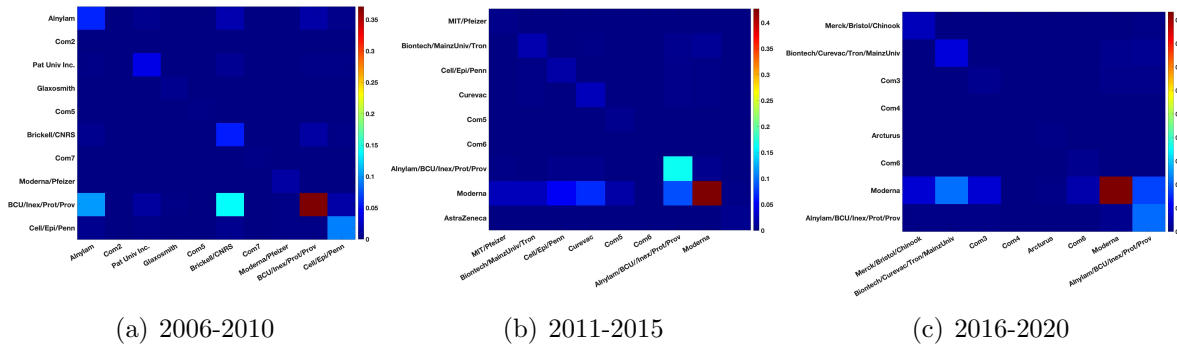 Alnylam
Com2
Pat Univ Inc.
Glaxosmith
Com5
Brickell/CNRS
Com7
Moderna/Pfeizer
BCU/Inex/Prot/Prov
Cell/Epi/Penn
Alnylam
Com2
Pat Univ Inc.
Glaxosmith
Com5
Brickell/CNRS
Com7
Moderna/Pfeizer
BCU/Inex/Prot/Prov
Cell/Epi/Penn
0.35
0.3
0.25
0.2
0.15
0.1
0.05
0
(a) 2006-2010
MIT/Pfeizer
Biontech/MainzUniv/Tron
Cell/Epi/Penn
Curevac
Com5
Com6
Alnylam/BCU/Inex/Prot/Prov
Moderna
AstraZeneca
MIT/Pfeizer
Biontech/MainzUniv/Tron
Cell/Epi/Penn
Curevac
Com5
Com6
Alnylam/BCU//Inex/Prot/Prov
Moderna
0.4
0.35
0.3
0.25
0.2
0.15
0.1
0.05
0
(b) 2011-2015
Merck/Bristol/Chinook
Biontech/Curevac/Tron/MainzUniv
Com3
Com4
Arcturus
Com6
Moderna
Alnylam/BCU/Inex/Prot/Prov
Merck/Bristol/Chinook
Biontech/Curevac/Tron/MainzUniv
Com3
Com4
Arcturus
Com6
Moderna
Alnylam/BCU/Inex/Prot/Prov
(c) 2016-2020